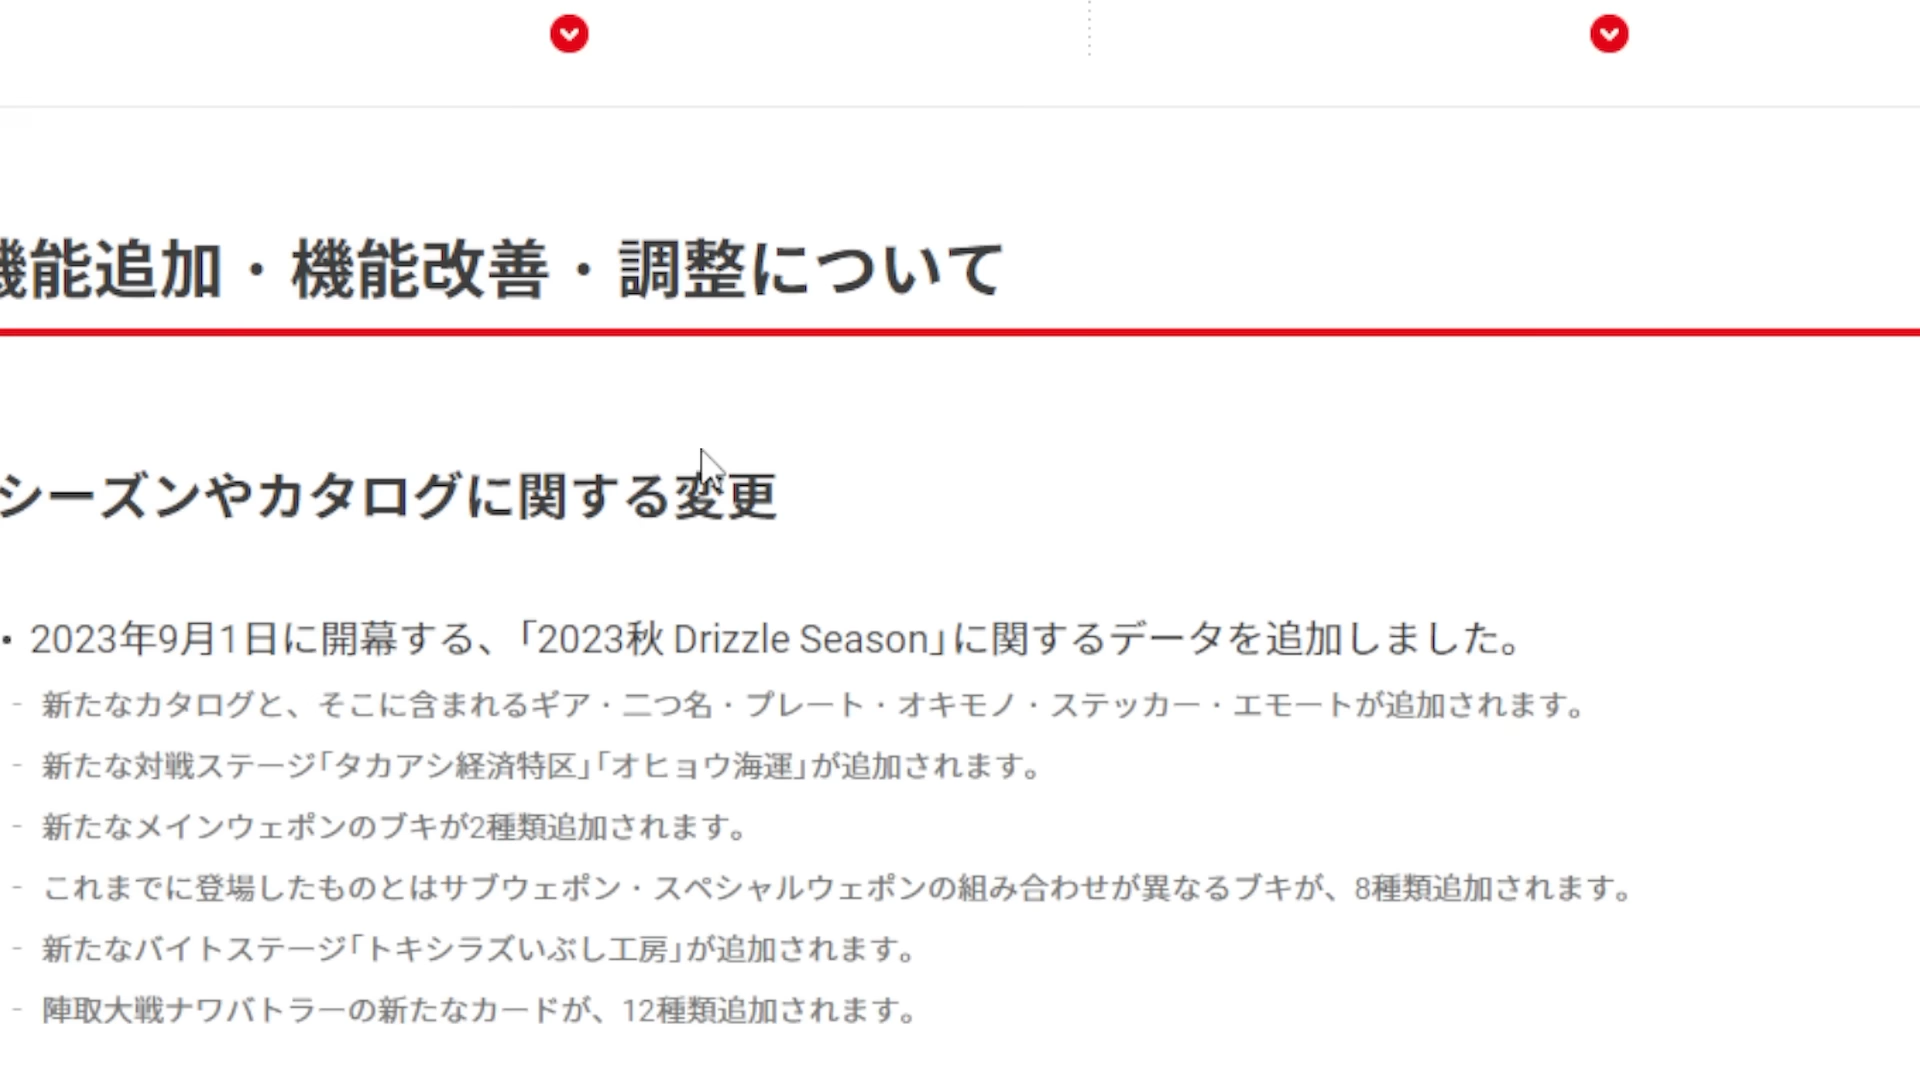 機能追加・機能改善・調整について
シーズンやカタログに関する変更
・2023年9月1日に開幕する、「2023秋 Drizzle Season」に関するデータを追加しました。
- 新たなカタログと、そこに含まれるギア・二つ名・プレート・オキモノ・ステッカー・エモートが追加されます。
- 新たな対戦ステージ「タカアシ経済特区」「オヒョウ海運」が追加されます。
- 新たなメインウェポンのブキが2種類追加されます。
- これまでに登場したものとはサブウェポン・スペシャルウェポンの組み合わせが異なるブキが、8種類追加されます。
- 新たなバイトステージ「トキシラズいぶし工房」が追加されます。
- 陣取大戦ナワバトラーの新たなカードが、12種類追加されます。